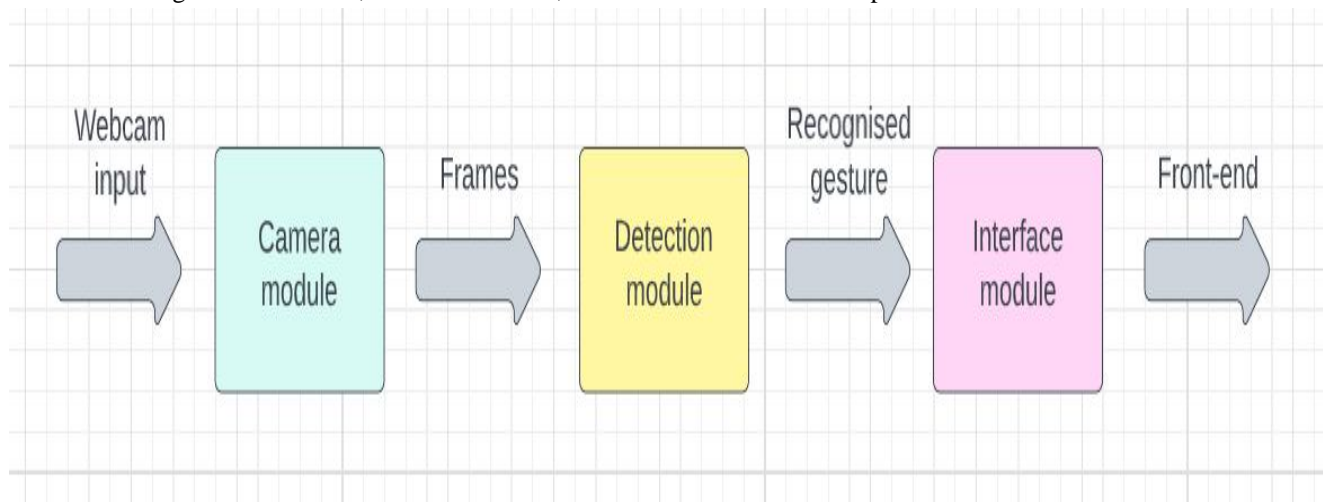 Webcam
input
Camera
module
Frames
Detection
module
Recognised
gesture
Interface
module
Front-end